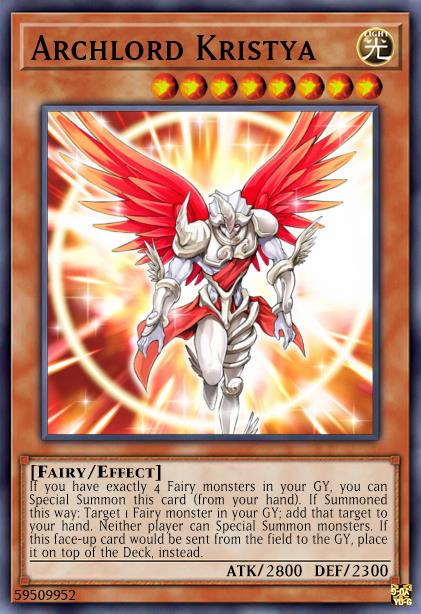 Archlord Kristya
LIGHT
光
[Fairy/Effect]
If you have exactly 4 Fairy monsters in your GY, you can
Special Summon this card (from your hand). If Summoned
this way: Target 1 Fairy monster in your GY; add that target to
your hand. Neither player can Special Summon monsters. If
this face-up card would be sent from the field to the GY, place
it on top of the Deck, instead.
ATK/2800 DEF/2300
59509952